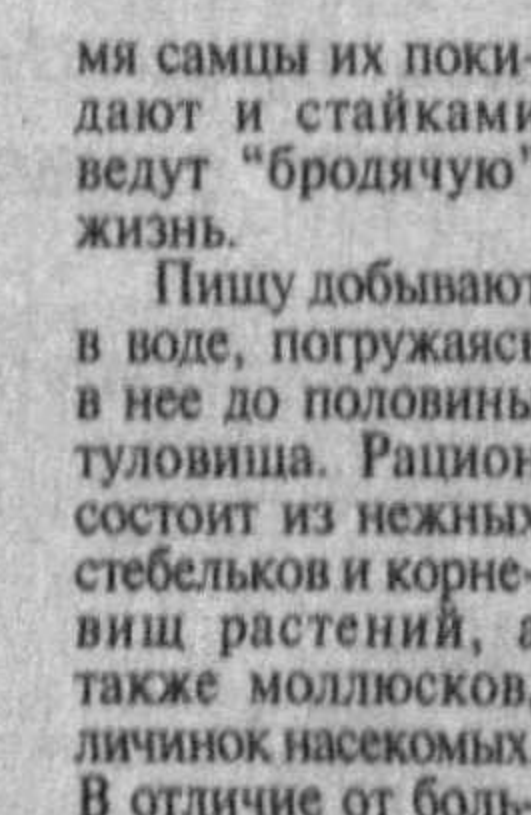 мя самцы их поки-
дают и стайками
ведут "бродячую"
жизнь.
Пищу добывают
в воде, погружаясь
в нее до половины
туловища. Рацион
состоит из нежных
стебельков и корне-
вищ растений, а
также моллюсков,
личинок насекомых.
В отличие от боль-